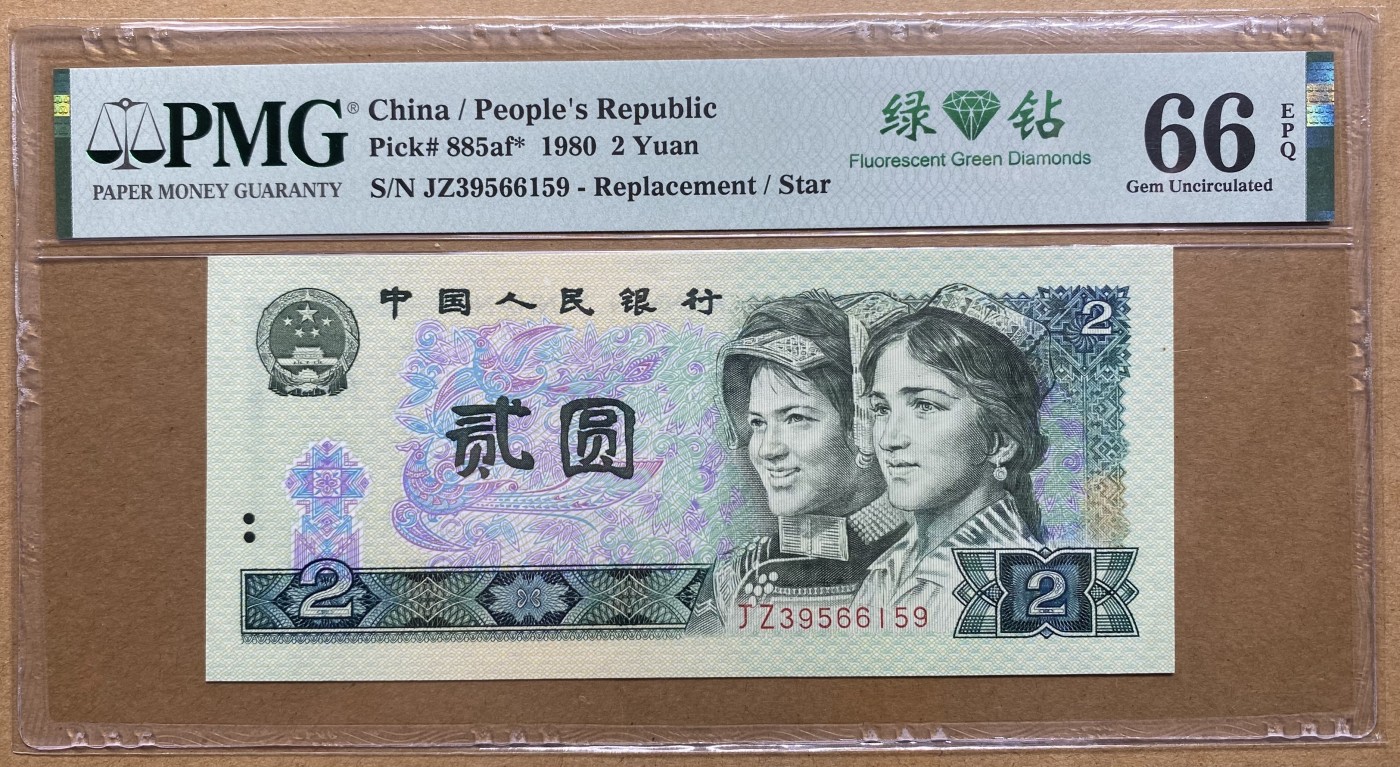 PMG®
PAPER MONEY GUARANTY
China / People's Republic
Pick# 885af* 1980 2 Yuan
S/N JZ39566159 - Replacement / Star
绿 钻
Fluorescent Green Diamonds
66
EPQ
Gem Uncirculated
中国人民银行
2
贰圆
2
JZ39566159
2